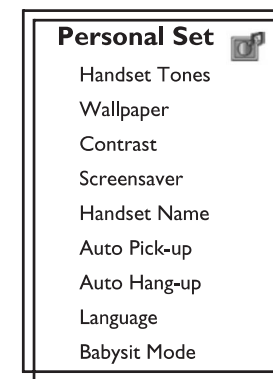 Personal Set
Handset Tones
Wallpaper
Contrast
Screensaver
Handset Name
Auto Pick-up
Auto Hang-up
Language
Babysit Mode